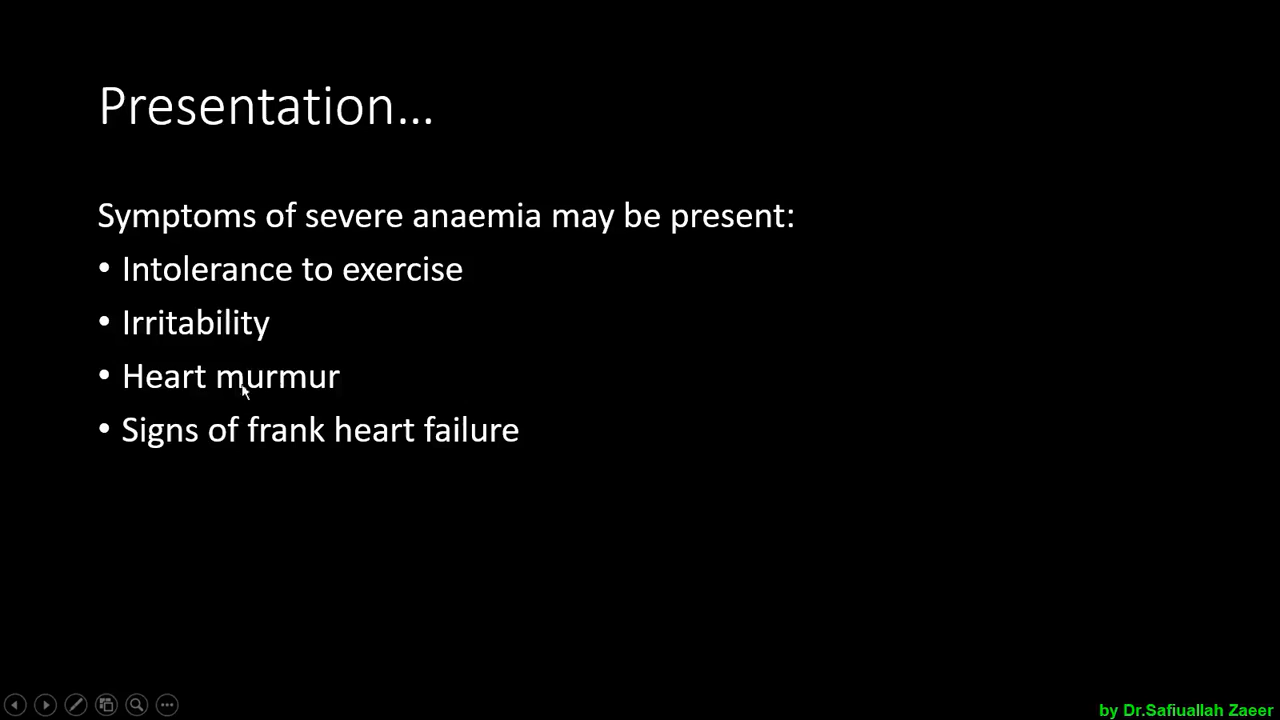 Presentation...
Symptoms of severe anaemia may be present:
• Intolerance to exercise
• Irritability
• Heart murmur
• Signs of frank heart failure
by Dr.Safiuallah Zaeer